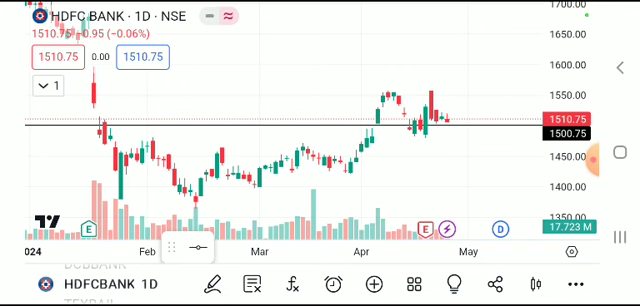 1700.00
HDFC BANK · 1D · NSE
1510.75 −0.95 (−0.06%)
1650.00
1510.75 0.00 1510.75
1600.00
1
1550.00
1510.75
1500.75
1450.00
1400.00
1350.00
E E D
17.723 M
2024 Feb Mar Apr May
DCBBANK
HDFCBANK 1D